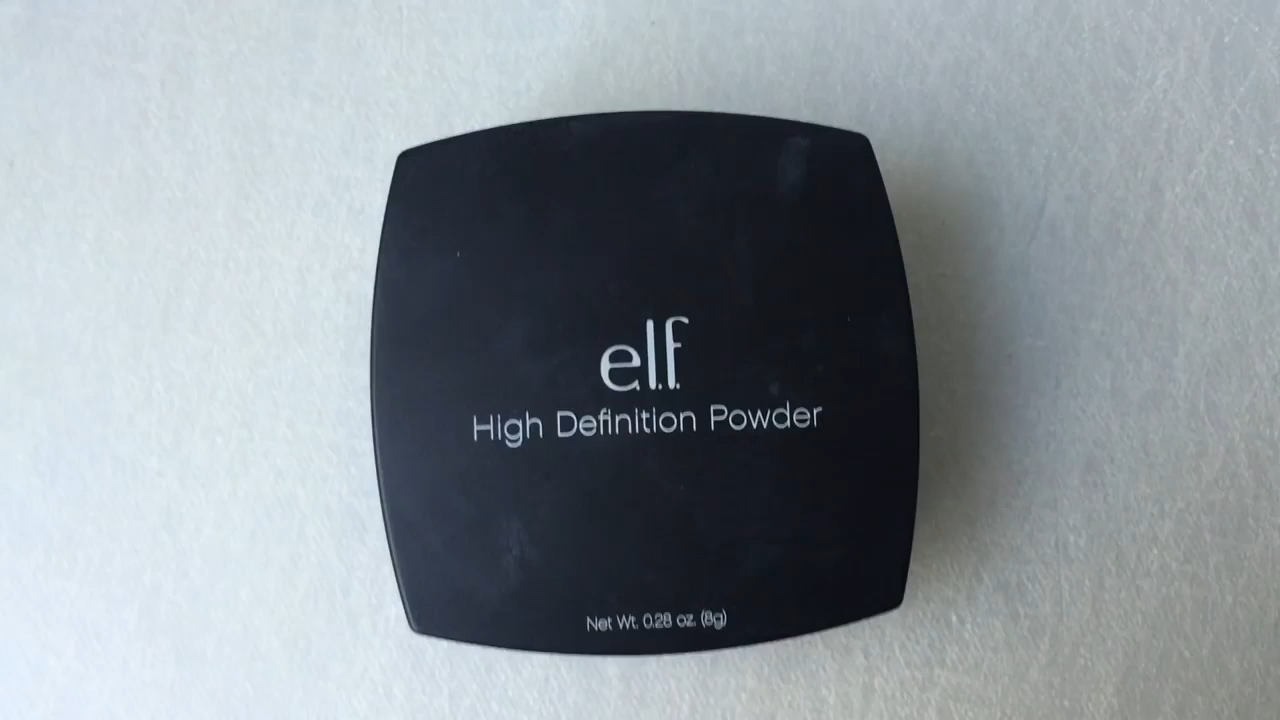 e.l.f.
High Definition Powder
Net Wt. 0.28 oz. (8g)